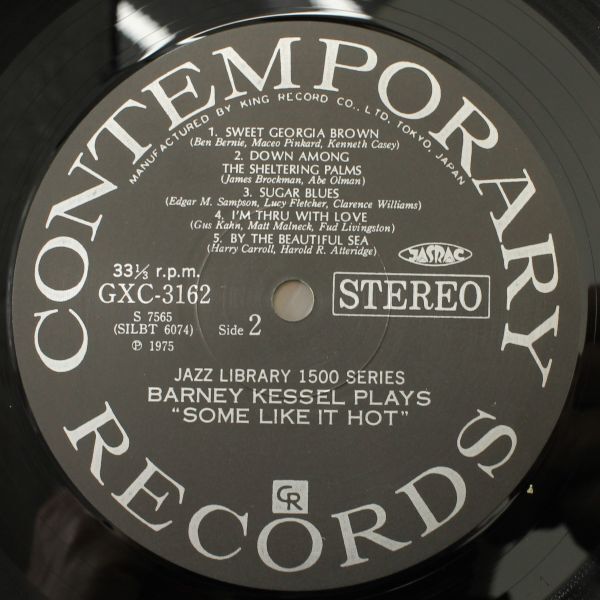 CONTEMPORARY
MANUFACTURED BY KING RECORD CO., LTD, TOKYO, JAPAN
1. SWEET GEORGIA BROWN
(Ben Bernie, Maceo Pinkard, Kenneth Casey)
2. DOWN AMONG
THE SHELTERING PALMS
(James Brockman, Abe Olman)
3. SUGAR BLUES
(Edgar M. Sampson, Lucy Fletcher, Clarence Williams)
4. I'M THRU WITH LOVE
(Gus Kahn, Matt Malneck, Fud Livingston)
5. BY THE BEAUTIFUL SEA
(Harry Carroll, Harold R. Atteridge)
JASRAC
33⅓ r.p.m.
GXC-3162
STEREO
S 7565
(SILBT 6074)
Side 2
℗ 1975
JAZZ LIBRARY 1500 SERIES
BARNEY KESSEL PLAYS
"SOME LIKE IT HOT"
CR
RECORDS